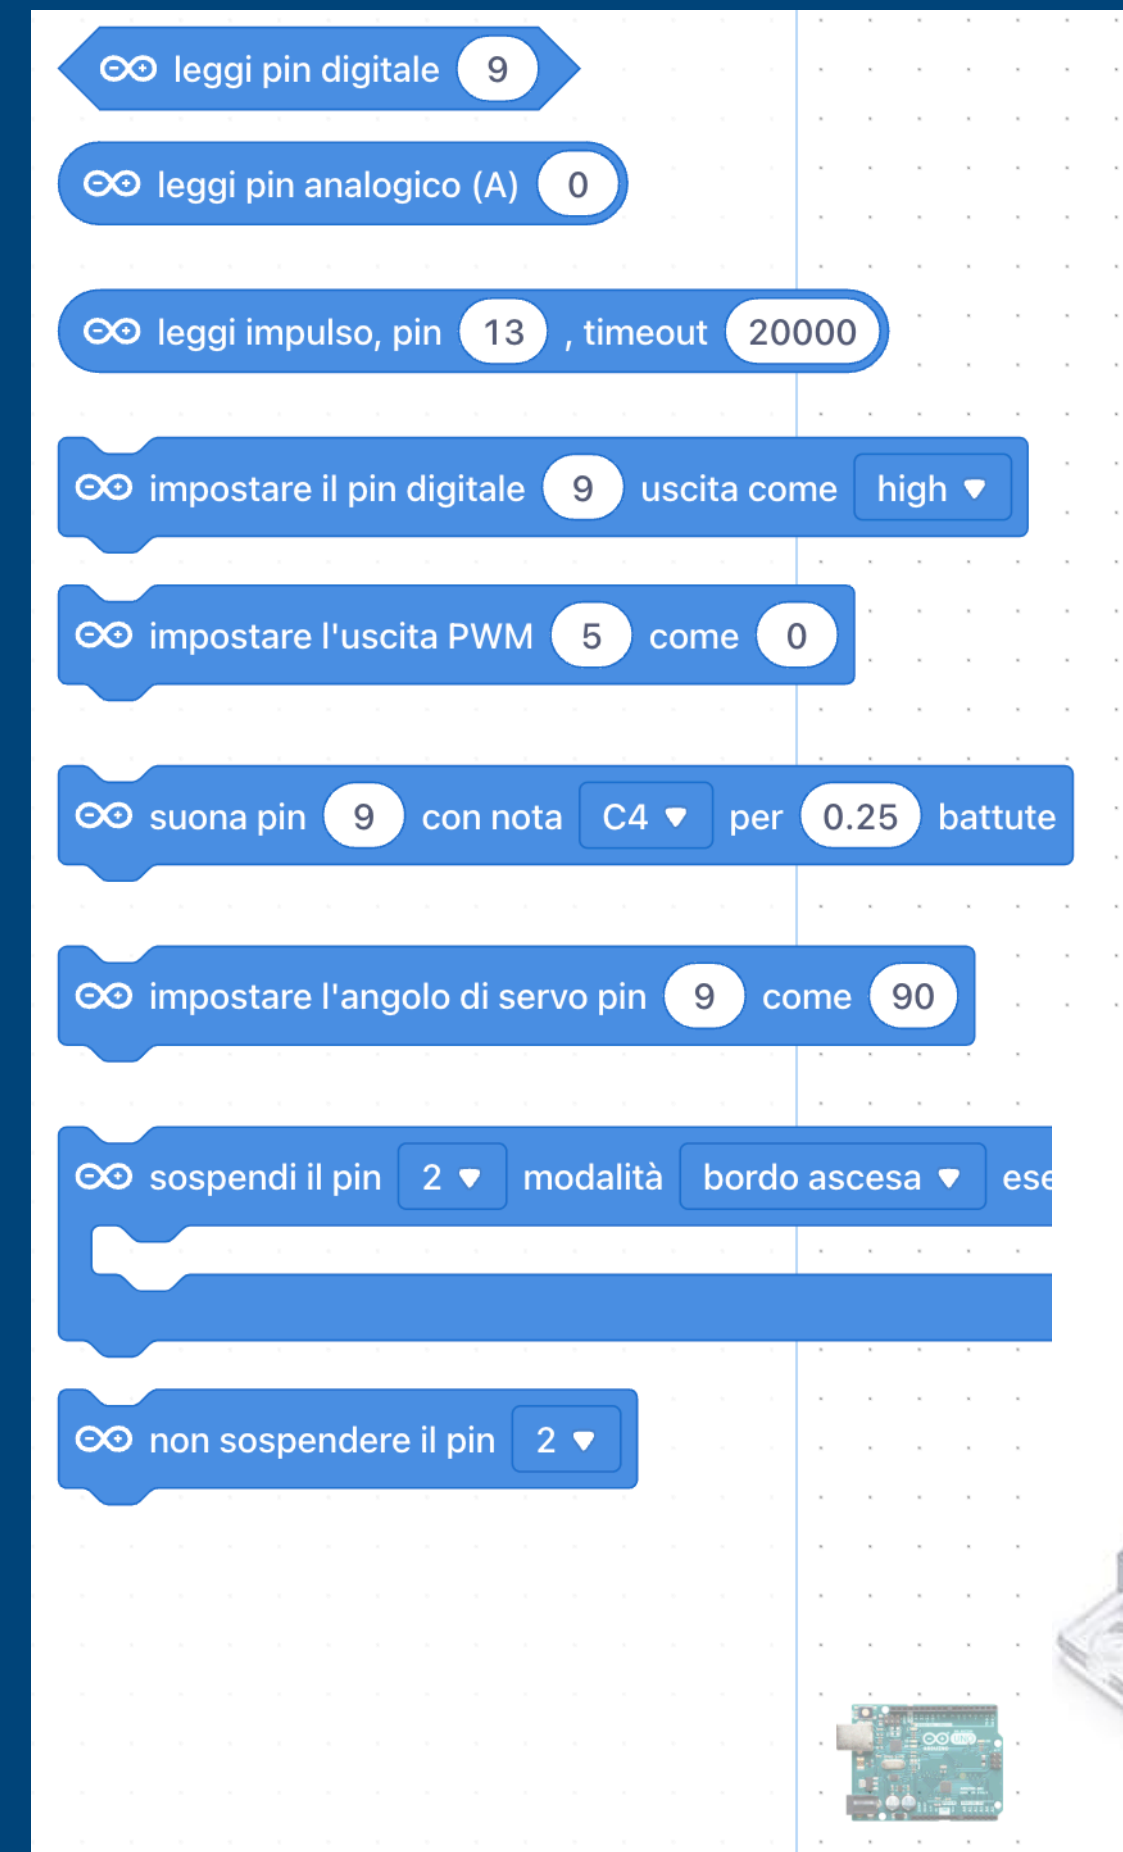 leggi pin digitale 9
leggi pin analogico (A) 0
leggi impulso, pin 13 , timeout 20000
impostare il pin digitale 9 uscita come high
impostare l'uscita PWM 5 come 0
suona pin 9 con nota C4 per 0.25 battute
impostare l'angolo di servo pin 9 come 90
sospendi il pin 2 modalità bordo ascesa ese
non sospendere il pin 2
UNO